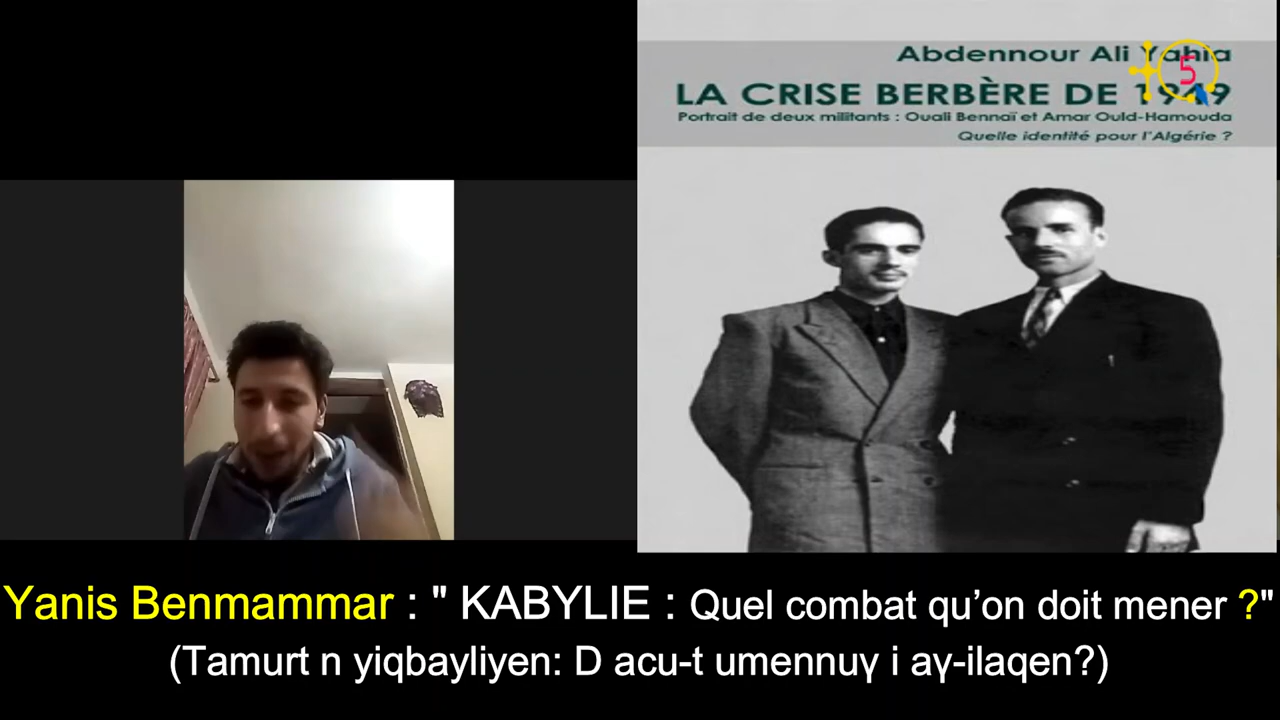 Abdennour Ali Yahia
5
LA CRISE BERBÈRE DE 1949
Portrait de deux militants : Ouali Bennaï et Amar Ould-Hamouda
Quelle identité pour l'Algérie ?
Yanis Benmammar : " KABYLIE : Quel combat qu’on doit mener ?"
(Tamurt n yiqbayliyen: D acu-t umennuγ i aγ-ilaqen?)